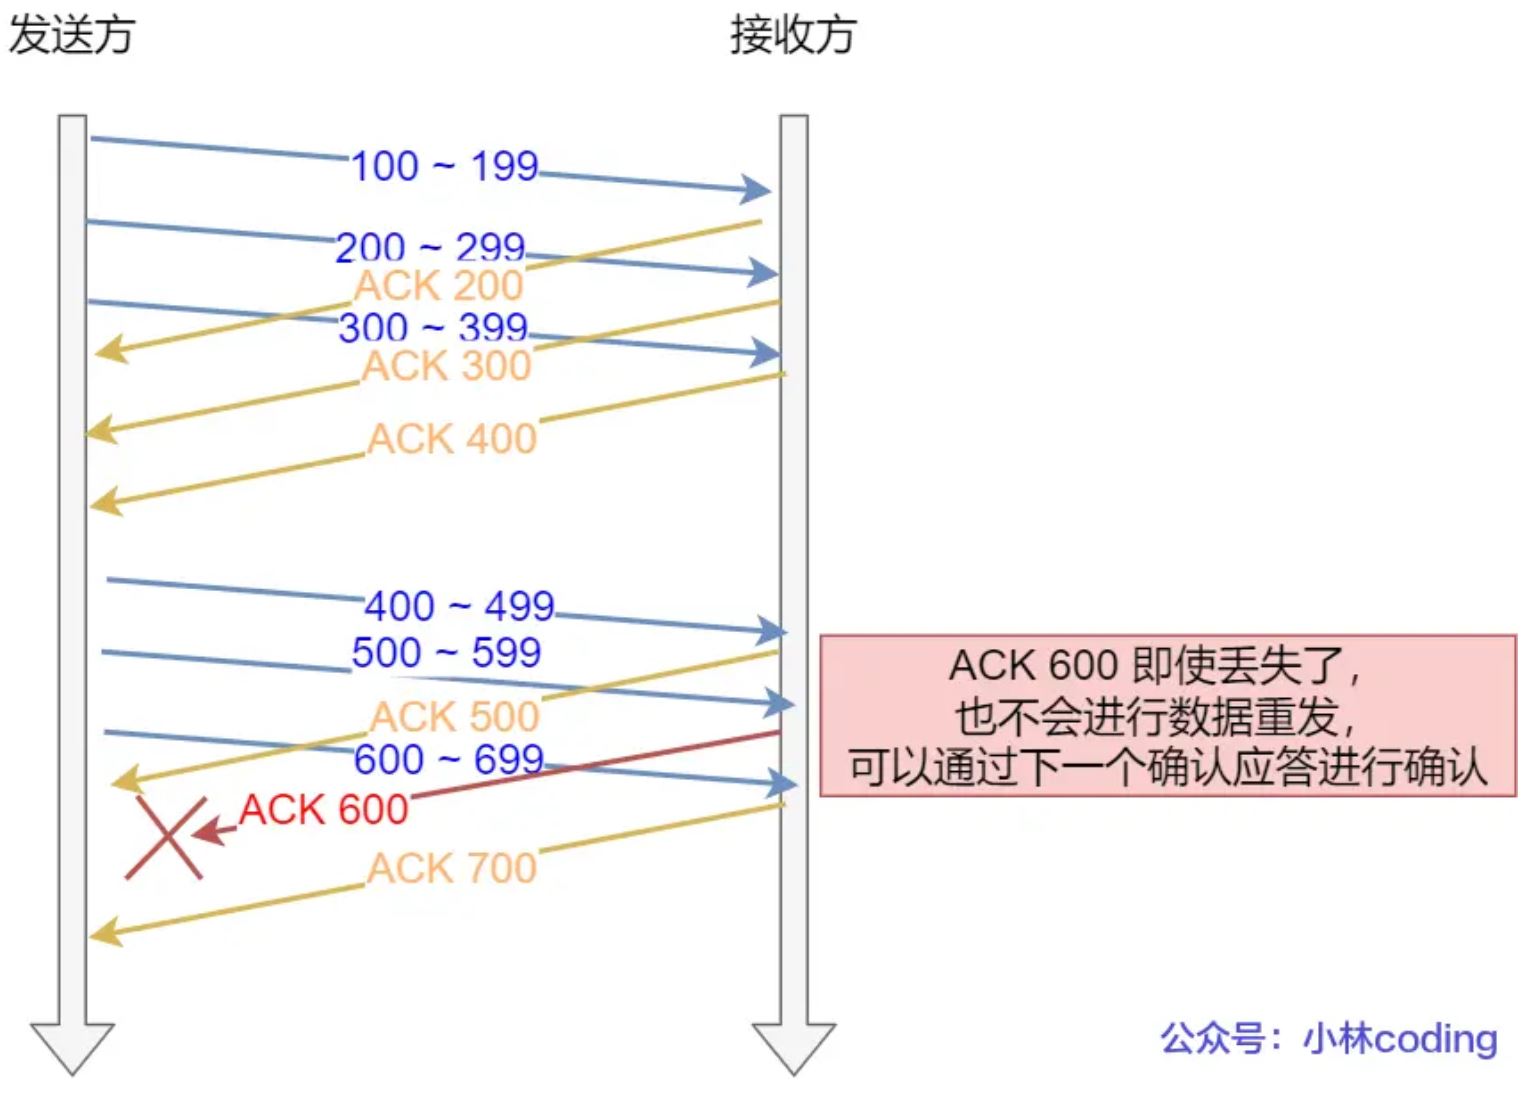 发送方
接收方
100 ~ 199
200 ~ 299
ACK 200
300 ~ 399
ACK 300
ACK 400
400 ~ 499
500 ~ 599
ACK 500
600 ~ 699
ACK 600
ACK 700
ACK 600 即使丢失了，
也不会进行数据重发，
可以通过下一个确认应答进行确认
公众号：小林coding